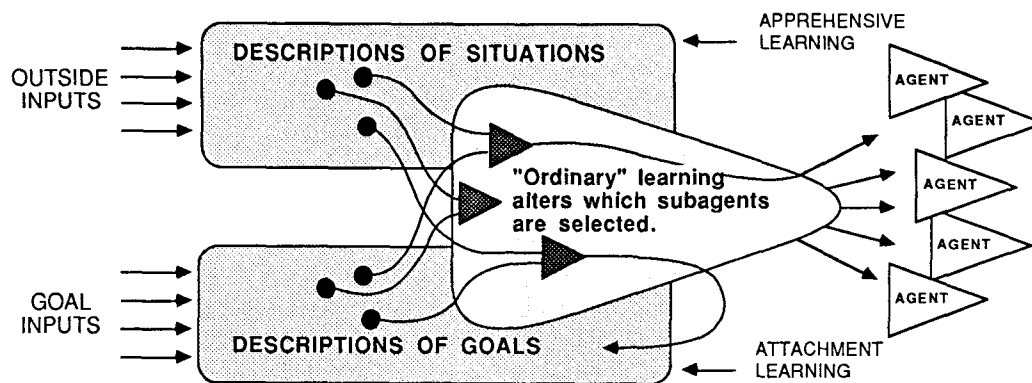 APPREHENSIVE
LEARNING
DESCRIPTIONS OF SITUATIONS
OUTSIDE
INPUTS
AGENT
AGENT
"Ordinary" learning
alters which subagents
are selected.
AGENT
AGENT
AGENT
GOAL
INPUTS
DESCRIPTIONS OF GOALS
ATTACHMENT
LEARNING